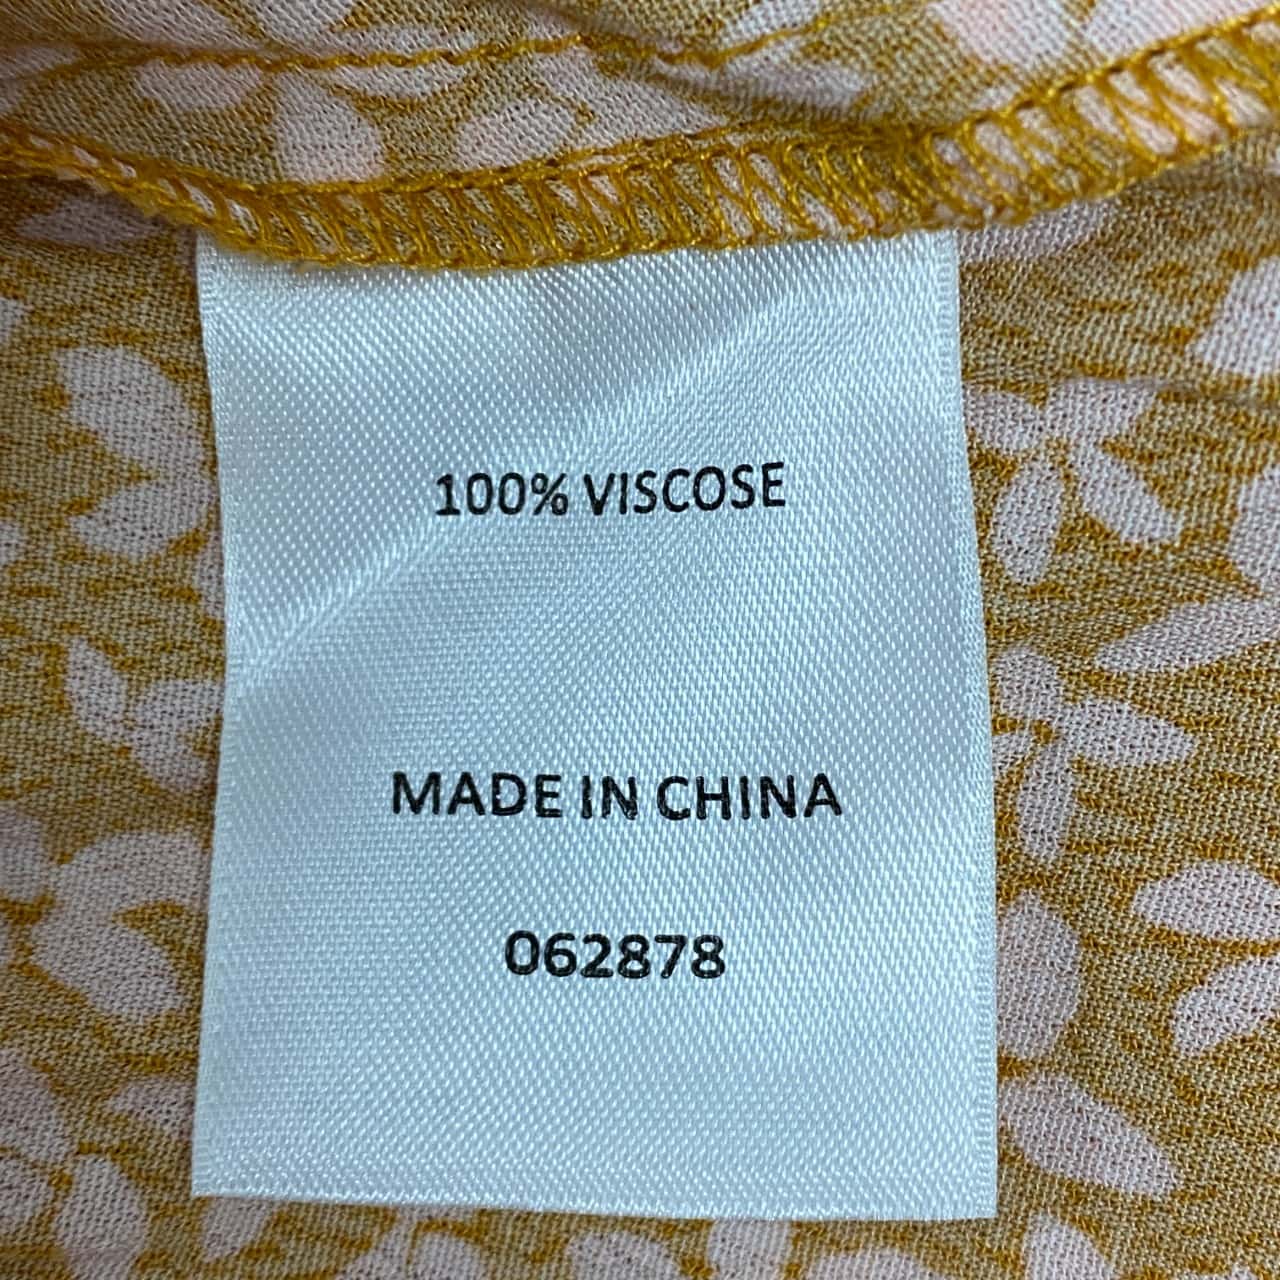 100% VISCOSE
MADE IN CHINA
062878